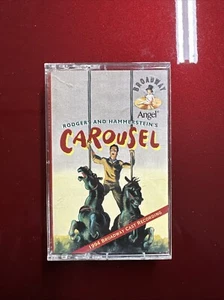 BROADWAY
Angel
RODGERS AND HAMMERSTEIN'S
CAROUSEL
1994 BROADWAY CAST RECORDING